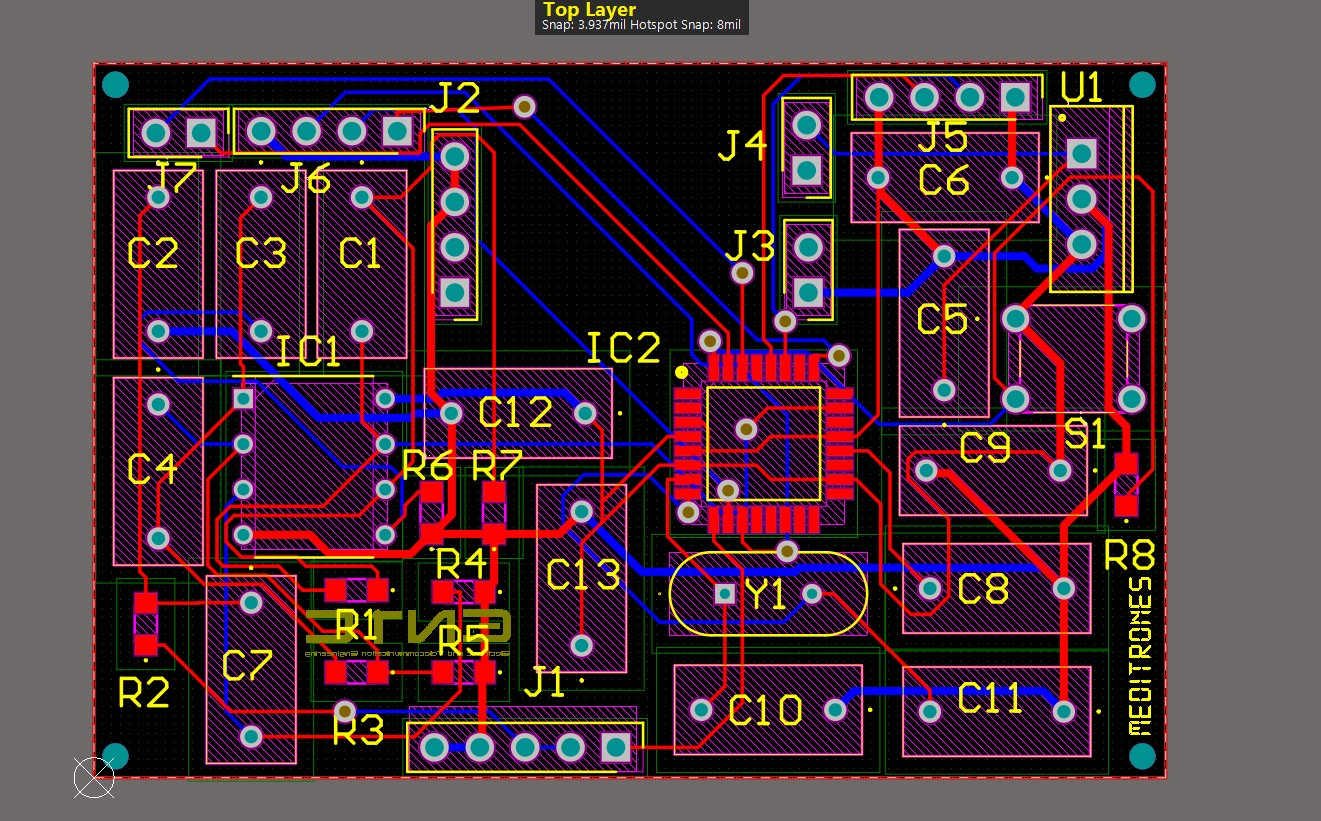 Top Layer
Snap: 3.937mil Hotspot Snap: 8mil
J2
U1
J4
J5
J7
J6
C6
C2
C3
C1
J3
C5
IC1
IC2
C12
S1
C9
C4
R6
R7
R4
C13
R8
C8
Y1
R1
R5
C7
J1
R2
C10
C11
R3
MEDITRONES